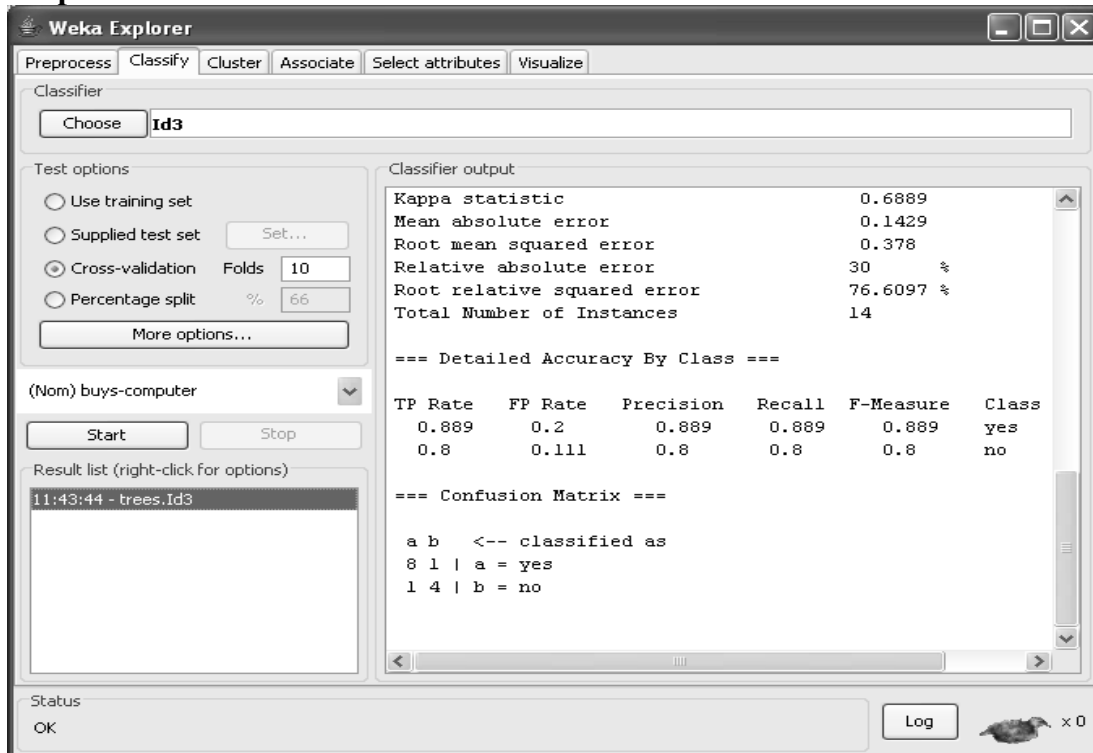 Weka Explorer
Preprocess Classify Cluster Associate Select attributes Visualize
Classifier
Choose Id3
Test options
Use training set
Supplied test set Set...
Cross-validation Folds 10
Percentage split % 66
More options...
(Nom) buys-computer
Start Stop
Result list (right-click for options)
11:43:44 - trees.Id3
Classifier output
Kappa statistic 0.6889
Mean absolute error 0.1429
Root mean squared error 0.378
Relative absolute error 30 %
Root relative squared error 76.6097 %
Total Number of Instances 14
=== Detailed Accuracy By Class ===
TP Rate FP Rate Precision Recall F-Measure Class
0.889 0.2 0.889 0.889 0.889 yes
0.8 0.111 0.8 0.8 0.8 no
=== Confusion Matrix ===
a b <-- classified as
8 1 | a = yes
1 4 | b = no
Status
OK
Log
x 0